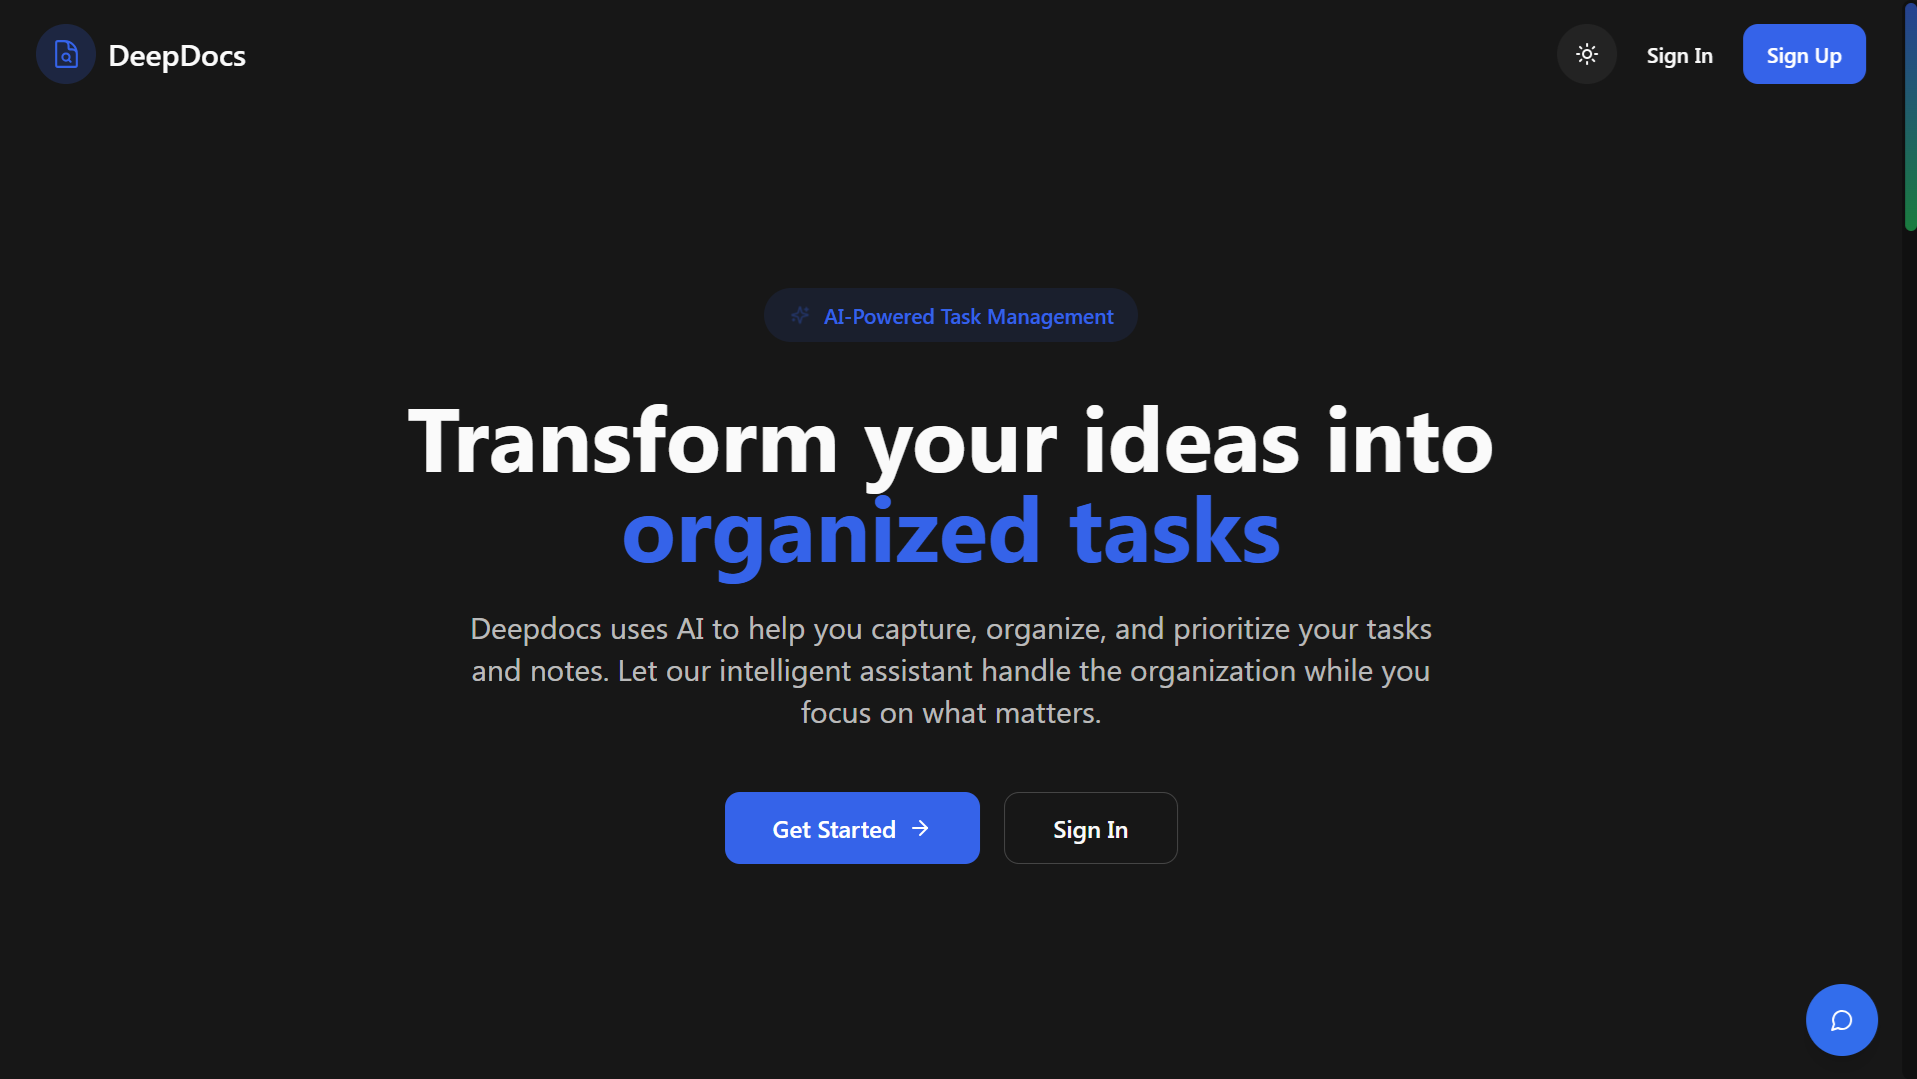 DeepDocs
Sign In
Sign Up
AI-Powered Task Management
Transform your ideas into
organized tasks
Deepdocs uses AI to help you capture, organize, and prioritize your tasks
and notes. Let our intelligent assistant handle the organization while you
focus on what matters.
Get Started
Sign In